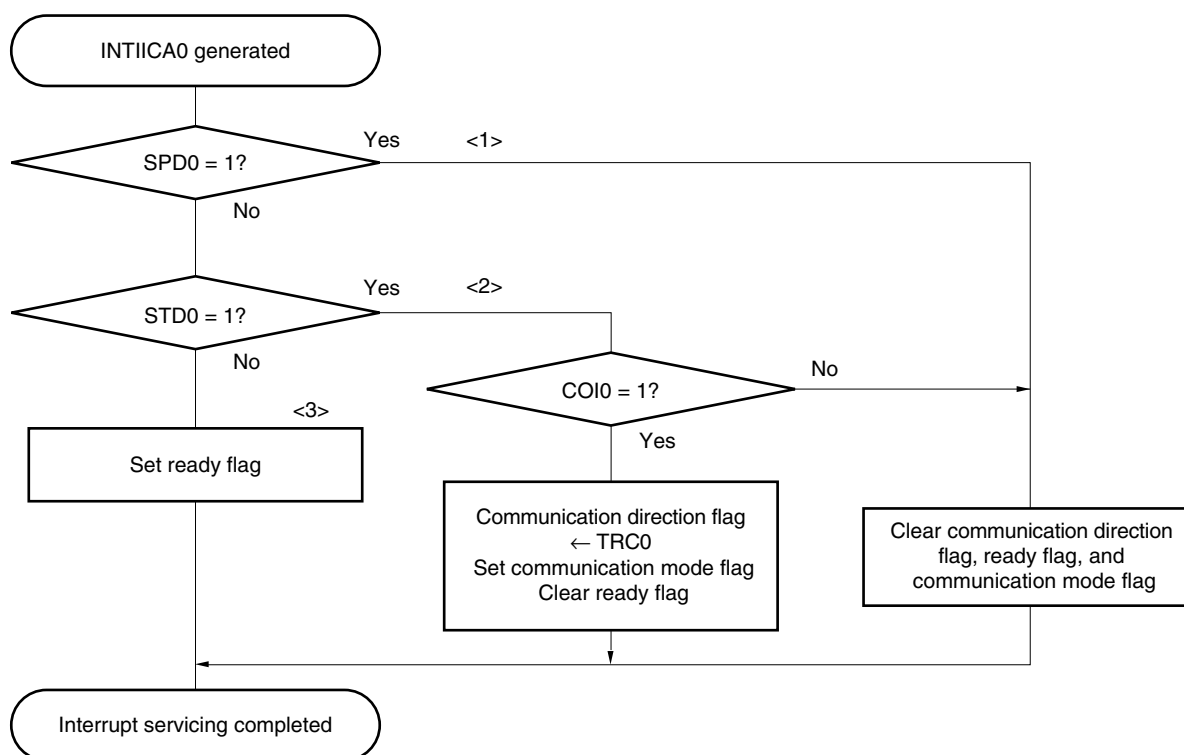 INTIICA0 generated
Yes
<1>
SPD0 = 1?
No
Yes
<2>
STD0 = 1?
No
COI0 = 1?
No
Yes
<3>
Set ready flag
Communication direction flag
← TRC0
Set communication mode flag
Clear ready flag
Clear communication direction
flag, ready flag, and
communication mode flag
Interrupt servicing completed